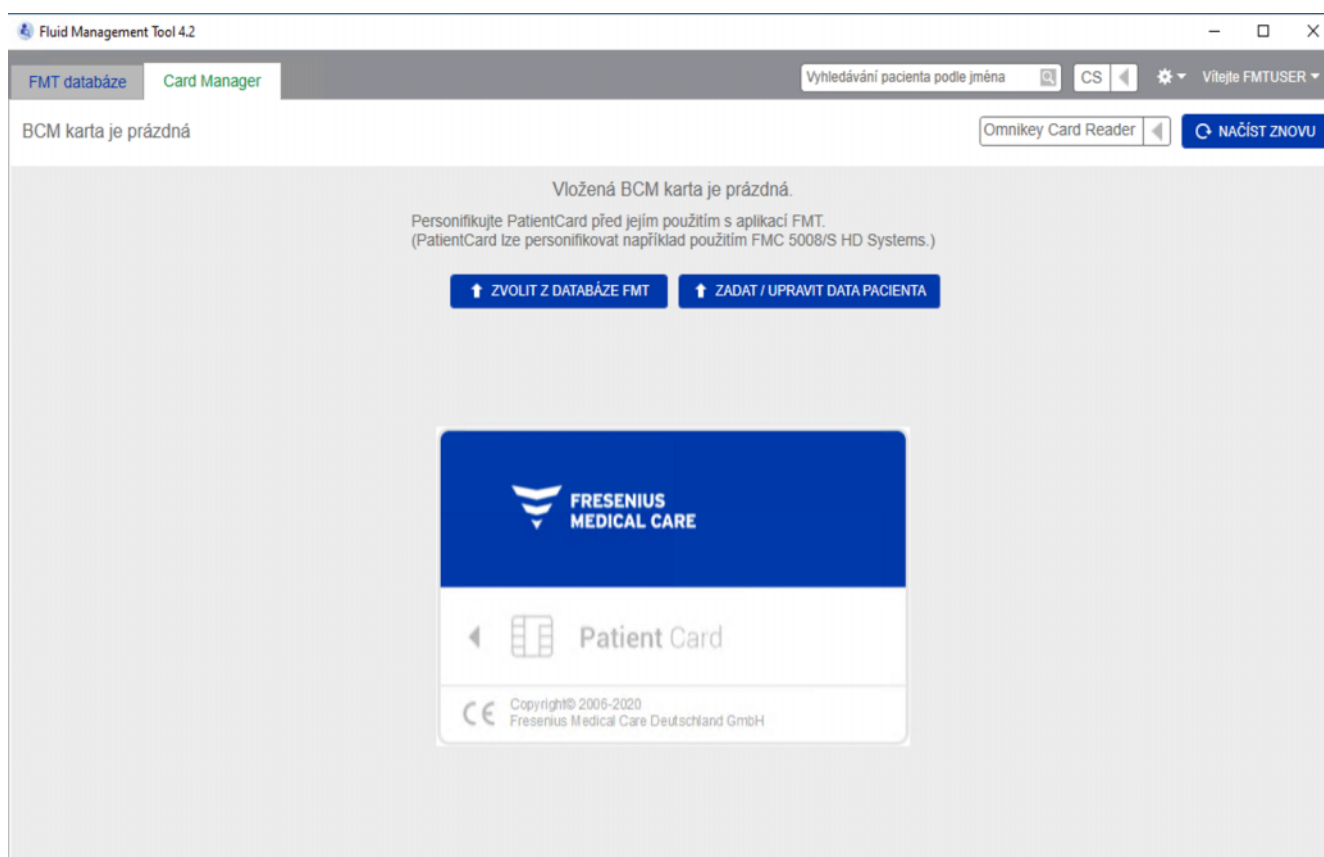 Fluid Management Tool 4.2
FMT databáze
Card Manager
Vyhledávání pacienta podle jména
CS
Vítejte FMTUSER
BCM karta je prázdná
Omnikey Card Reader
NAČÍST ZNOVU
Vložená BCM karta je prázdná.
Personifikujte PatientCard před jejím použitím s aplikací FMT.
(PatientCard lze personifikovat například použitím FMC 5008/S HD Systems.)
ZVOLIT Z DATABÁZE FMT
ZADAT / UPRAVIT DATA PACIENTA
FRESENIUS
MEDICAL CARE
Patient Card
CE
Copyright© 2006-2020
Fresenius Medical Care Deutschland GmbH